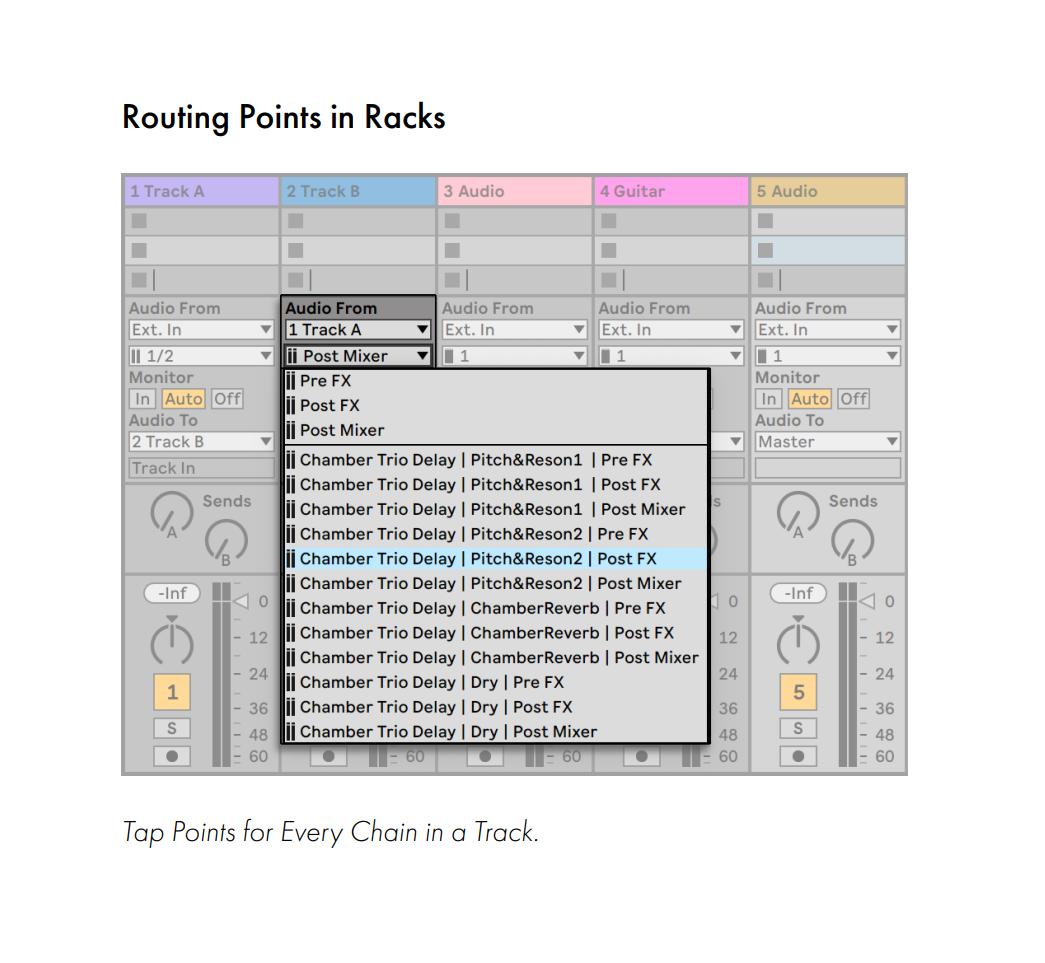 Routing Points in Racks
1 Track A 2 Track B 3 Audio 4 Guitar 5 Audio
Audio From Audio From Audio From Audio From Audio From
Ext. In 1 Track A Ext. In Ext. In Ext. In
1/2 Post Mixer 1 1 1
Monitor Pre FX Monitor
In Auto Off Post FX In Auto Off
Audio To Post Mixer Audio To
2 Track B Master
Track In Chamber Trio Delay | Pitch&Reson1 | Pre FX
Chamber Trio Delay | Pitch&Reson1 | Post FX
Sends Chamber Trio Delay | Pitch&Reson1 | Post Mixer ls Sends
A Chamber Trio Delay | Pitch&Reson2 | Pre FX A
B Chamber Trio Delay | Pitch&Reson2 | Post FX B
Chamber Trio Delay | Pitch&Reson2 | Post Mixer
-Inf 0 Chamber Trio Delay | ChamberReverb | Pre FX 0 -Inf 0
12 Chamber Trio Delay | ChamberReverb | Post FX 12 12
24 Chamber Trio Delay | ChamberReverb | Post Mixer 24 24
1 Chamber Trio Delay | Dry | Pre FX 5
36 Chamber Trio Delay | Dry | Post FX 36 36
S 48 Chamber Trio Delay | Dry | Post Mixer 48 S 48
60 60 60 60 60
Tap Points for Every Chain in a Track.